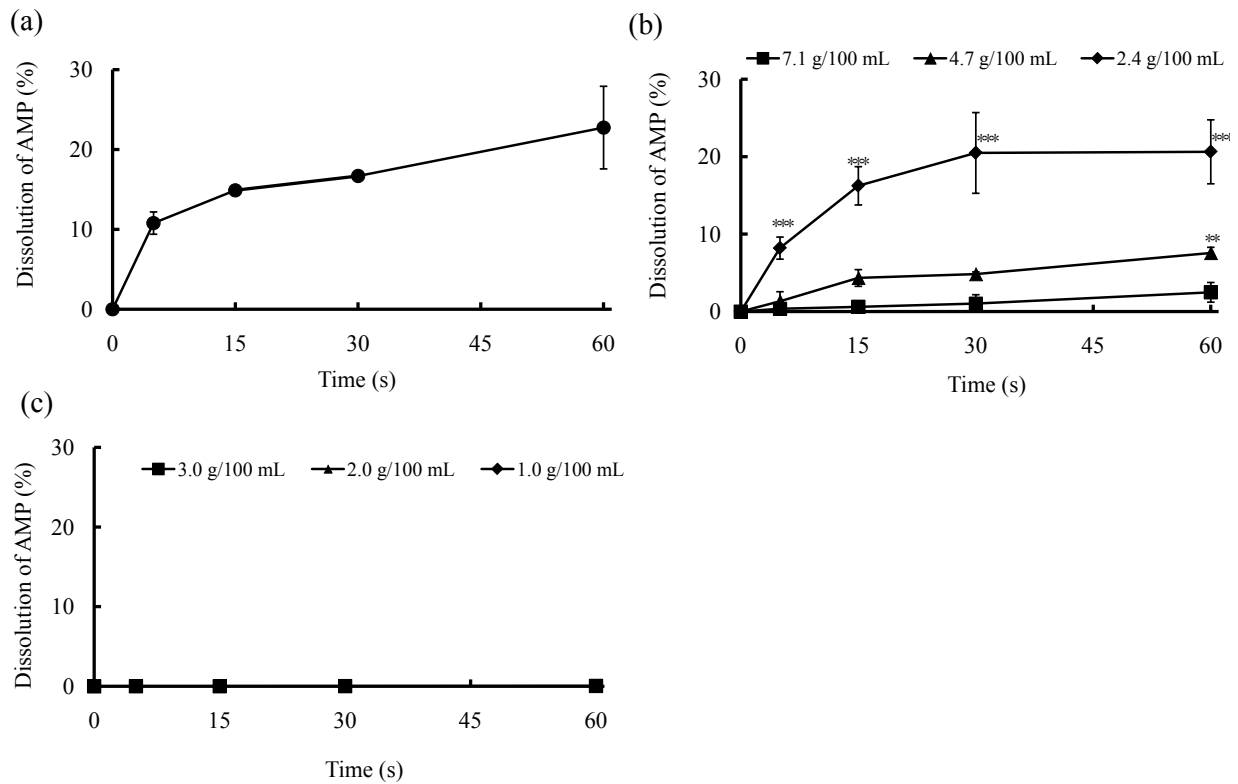 (a)
Dissolution of AMP (%)
30
20
10
0
0 15 30 45 60
Time (s)
(b)
7.1 g/100 mL 4.7 g/100 mL 2.4 g/100 mL
Dissolution of AMP (%)
30
20
10
0
***
***
***
***
**
0 15 30 45 60
Time (s)
(c)
3.0 g/100 mL 2.0 g/100 mL 1.0 g/100 mL
Dissolution of AMP (%)
30
20
10
0
0 15 30 45 60
Time (s)